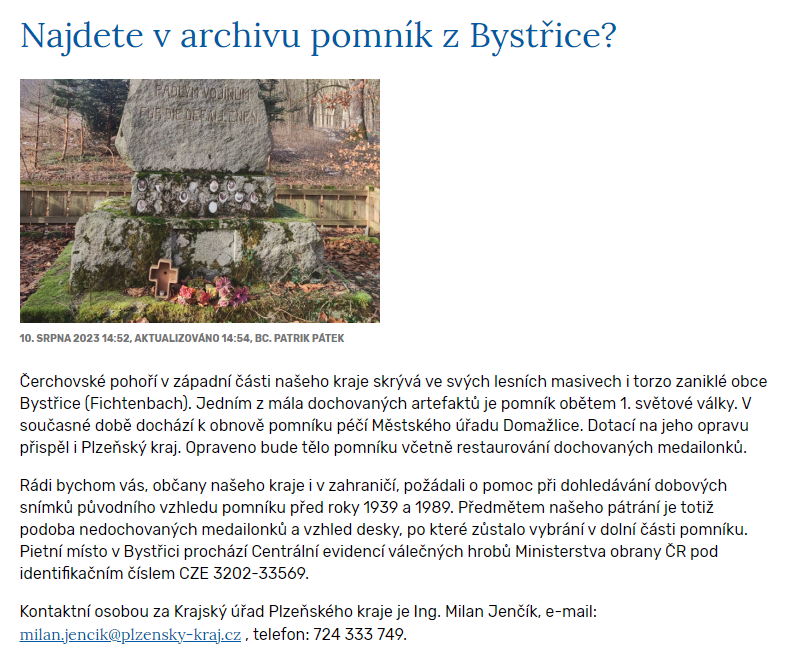 Najdete v archivu pomník z Bystřice?
PADLÝM VOJÍNŮM
10. SRPNA 2023 14:52, AKTUALIZOVÁNO 14:54, BC. PATRIK PÁTEK
Čerchovské pohoří v západní části našeho kraje skrývá ve svých lesních masivech i torzo zaniklé obce
Bystřice (Fichtenbach). Jedním z mála dochovaných artefaktů je pomník obětem 1. světové války. V
současné době dochází k obnově pomníku péčí Městského úřadu Domažlice. Dotací na jeho opravu
přispěl i Plzeňský kraj. Opraveno bude tělo pomníku včetně restaurování dochovaných medailonků.
Rádi bychom vás, občany našeho kraje i v zahraničí, požádali o pomoc při dohledávání dobových
snímků původního vzhledu pomníku před roky 1939 a 1989. Předmětem našeho pátrání je totiž
podoba nedochovaných medailonků a vzhled desky, po které zůstalo vybrání v dolní části pomníku.
Pietní místo v Bystřici prochází Centrální evidencí válečných hrobů Ministerstva obrany ČR pod
identifikačním číslem CZE 3202-33569.
Kontaktní osobou za Krajský úřad Plzeňského kraje je Ing. Milan Jenčík, e-mail:
milan.jencik@plzensky-kraj.cz , telefon: 724 333 749.